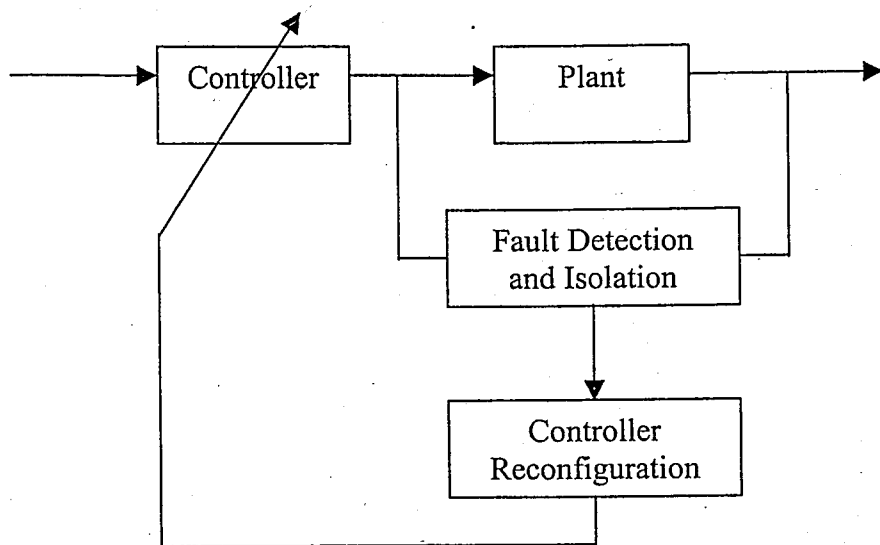 Controller
Plant
Fault Detection
and Isolation
Controller
Reconfiguration